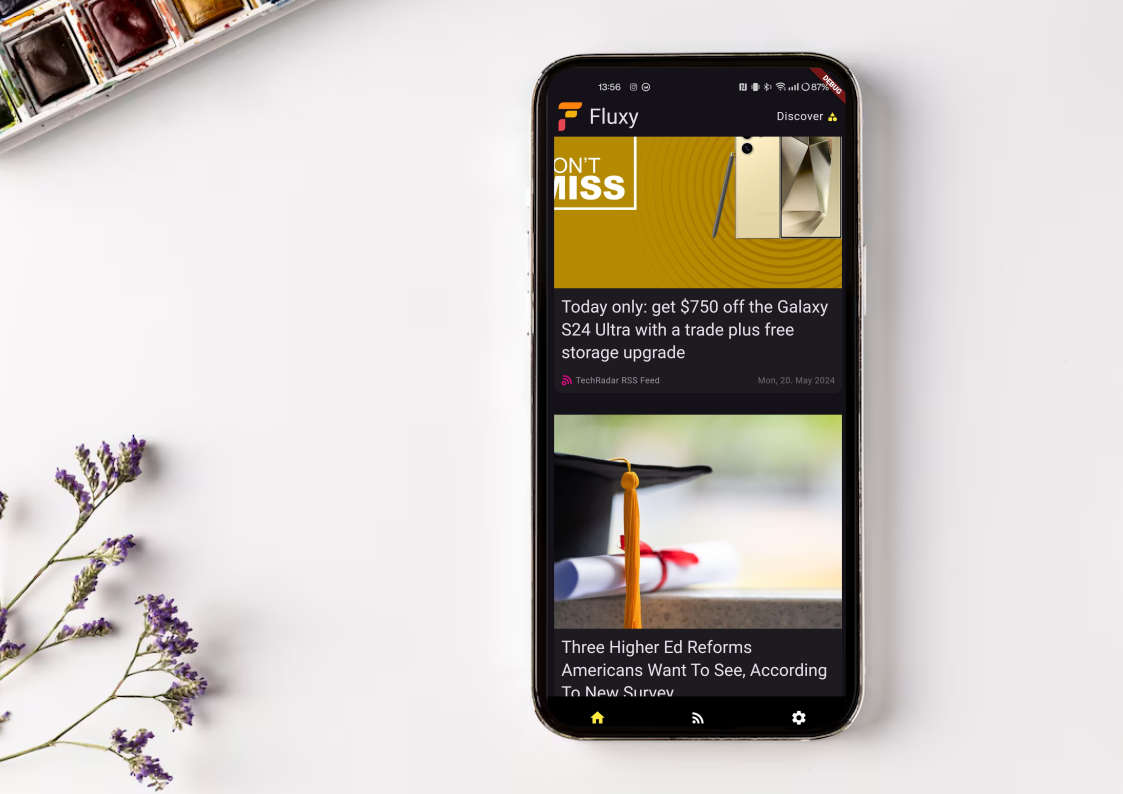 13:56
87%
DEBUG
Fluxy
Discover
ON'T
MISS
Today only: get $750 off the Galaxy
S24 Ultra with a trade plus free
storage upgrade
TechRadar RSS Feed
Mon, 20. May 2024
Three Higher Ed Reforms
Americans Want To See, According
To New Survey